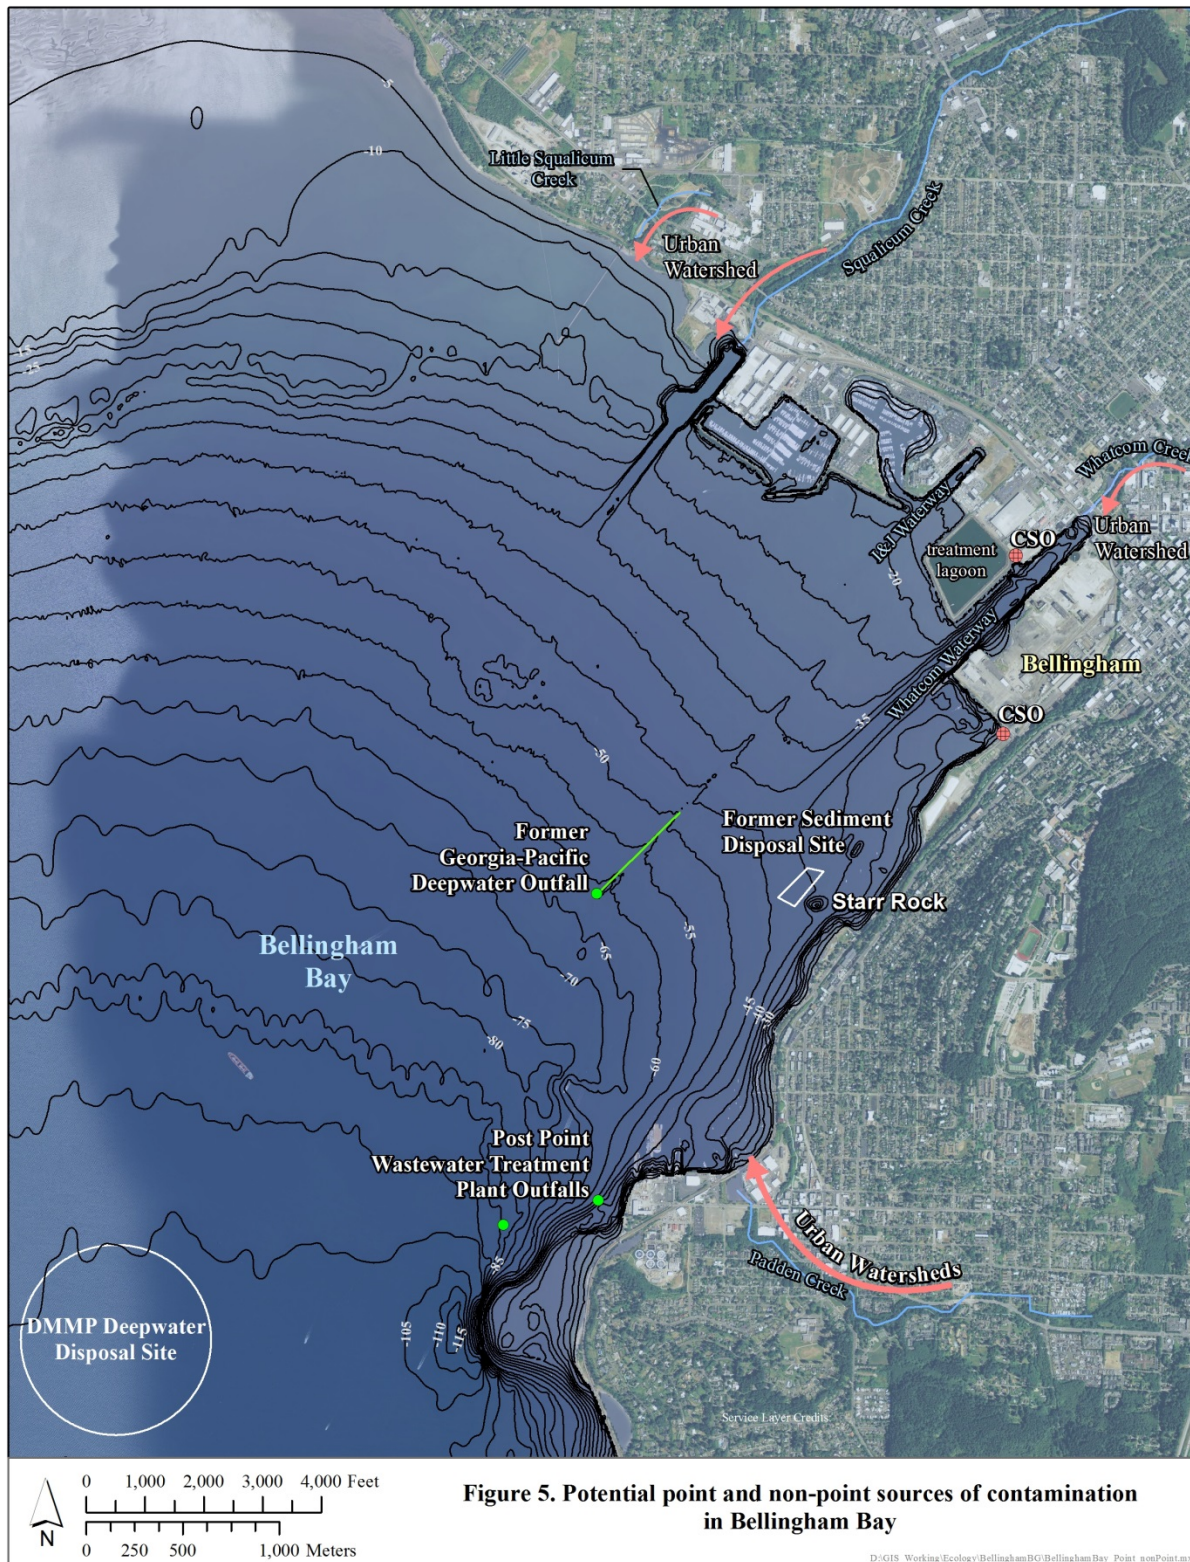 -5
-10
Little Squalicum
Creek
Squalicum Creek
Urban
Watershed
-15
-25
Whatcom Creek
I&J Waterway
treatment
lagoon
CSO
Urban
Watershed
-20
Whatcom Waterway
Bellingham
-35
CSO
-50
Former Sediment
Disposal Site
Former
Georgia-Pacific
Deepwater Outfall
Starr Rock
-55
Bellingham
Bay
-65
-70
-75
-80
-60
Post Point
Wastewater Treatment
Plant Outfalls
-85
Urban Watersheds
Padden Creek
-105
-110
-115
DMMP Deepwater
Disposal Site
Service Layer Credits:
0 1,000 2,000 3,000 4,000 Feet
0 250 500 1,000 Meters
N
Figure 5. Potential point and non-point sources of contamination
in Bellingham Bay